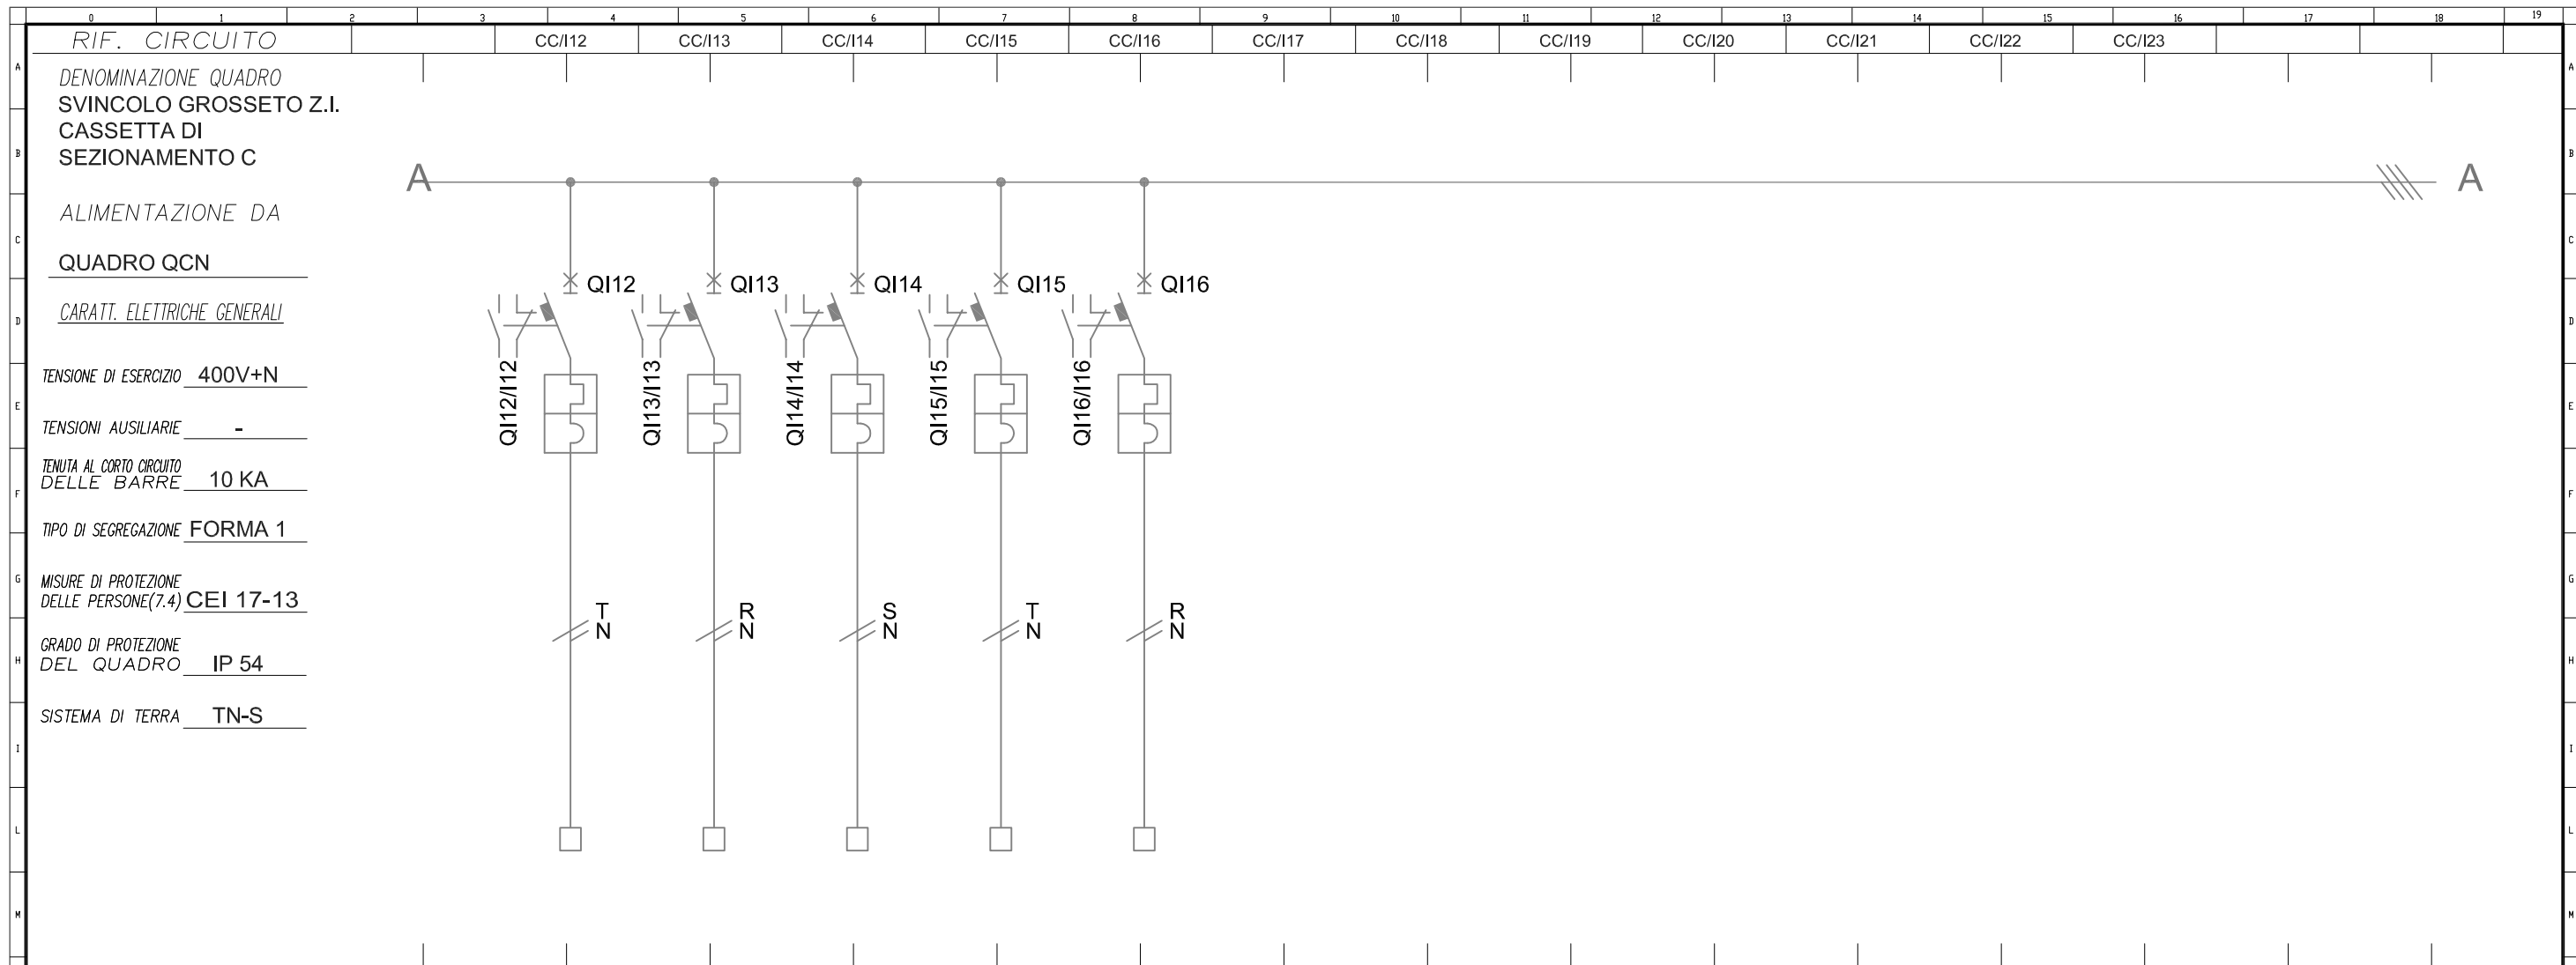 0 1 2 3 4 5 6 7 8 9 10 11 12 13 14 15 16 17 18 19
RIF. CIRCUITO CC/I12 CC/I13 CC/I14 CC/I15 CC/I16 CC/I17 CC/I18 CC/I19 CC/I20 CC/I21 CC/I22 CC/I23
A A
DENOMINAZIONE QUADRO
SVINCOLO GROSSETO Z.I.
CASSETTA DI
B SEZIONAMENTO C B
A A
ALIMENTAZIONE DA
C C
QUADRO QCN
QI12 QI13 QI14 QI15 QI16
CARATT. ELETTRICHE GENERALI
D D
TENSIONE DI ESERCIZIO 400V+N
QI12/I12 QI13/I13 QI14/I14 QI15/I15 QI16/I16
E E
TENSIONI AUSILIARIE -
TENUTA AL CORTO CIRCUITO
DELLE BARRE 10 KA
F F
TIPO DI SEGREGAZIONE FORMA 1
G G
MISURE DI PROTEZIONE
DELLE PERSONE(7.4) CEI 17-13
T R S T R
N N N N N
GRADO DI PROTEZIONE
H DEL QUADRO IP 54 H
SISTEMA DI TERRA TN-S
I I
L L
M M